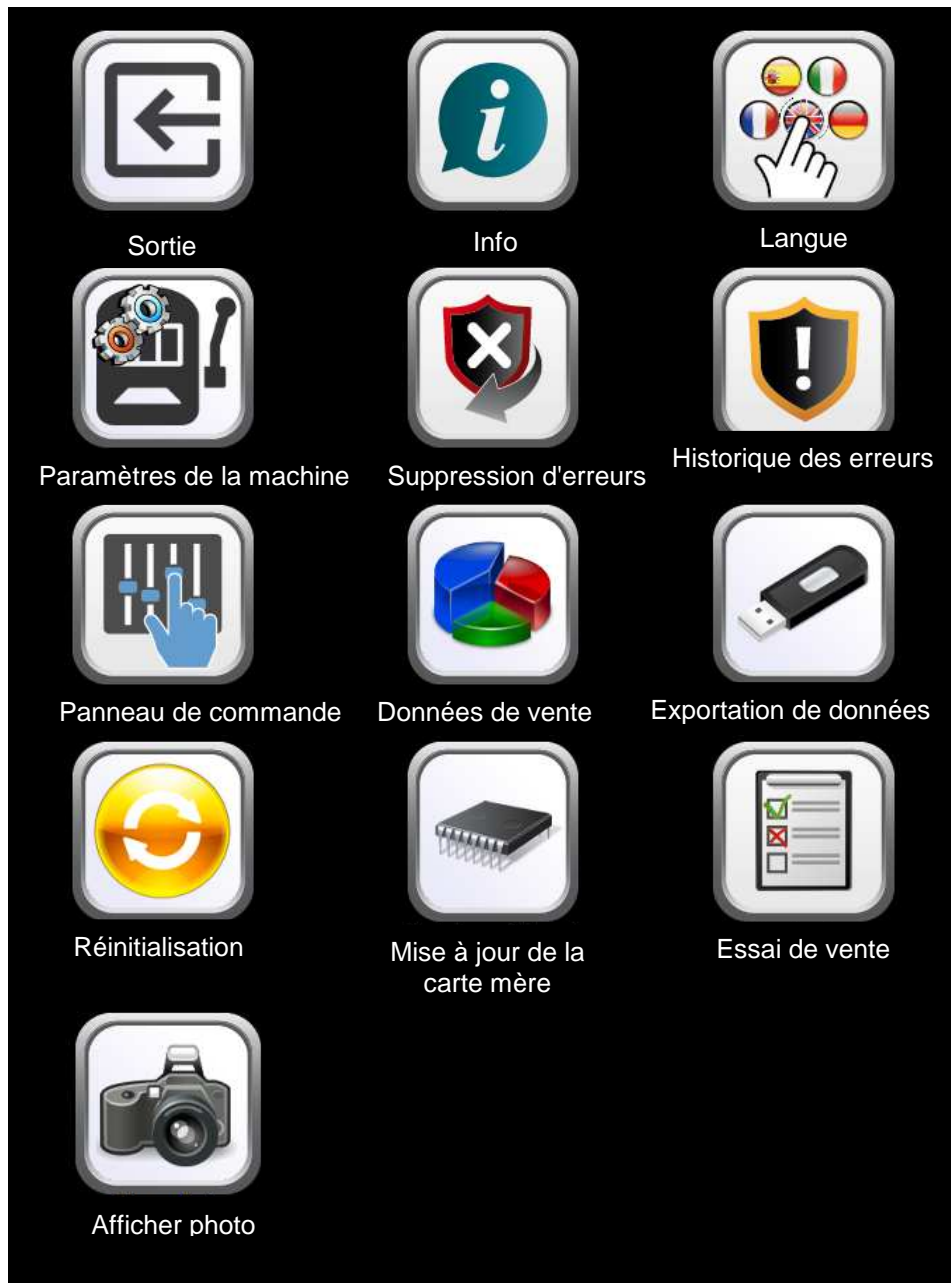 Sortie
Info
Langue
Paramètres de la machine
Suppression d'erreurs
Historique des erreurs
Panneau de commande
Données de vente
Exportation de données
Réinitialisation
Mise à jour de la
carte mère
Essai de vente
Afficher photo